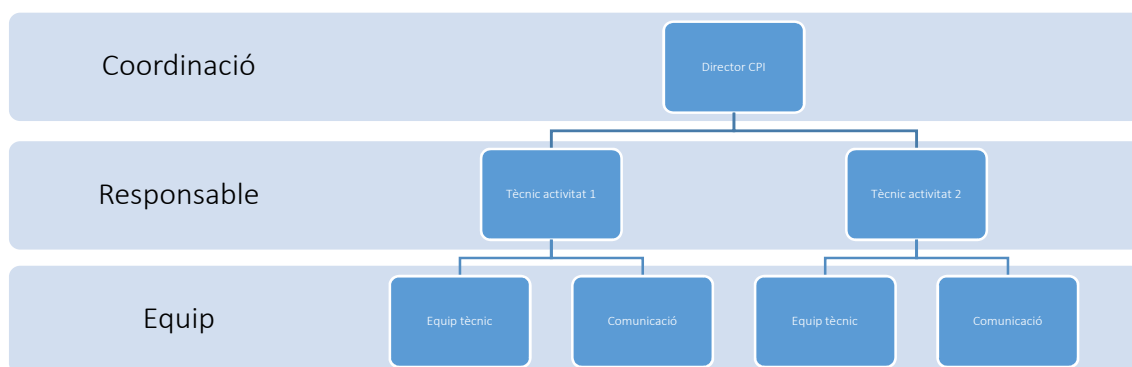 Coordinació
Director CPI
Responsable
Tècnic activitat 1
Tècnic activitat 2
Equip
Equip tècnic
Comunicació
Equip tècnic
Comunicació